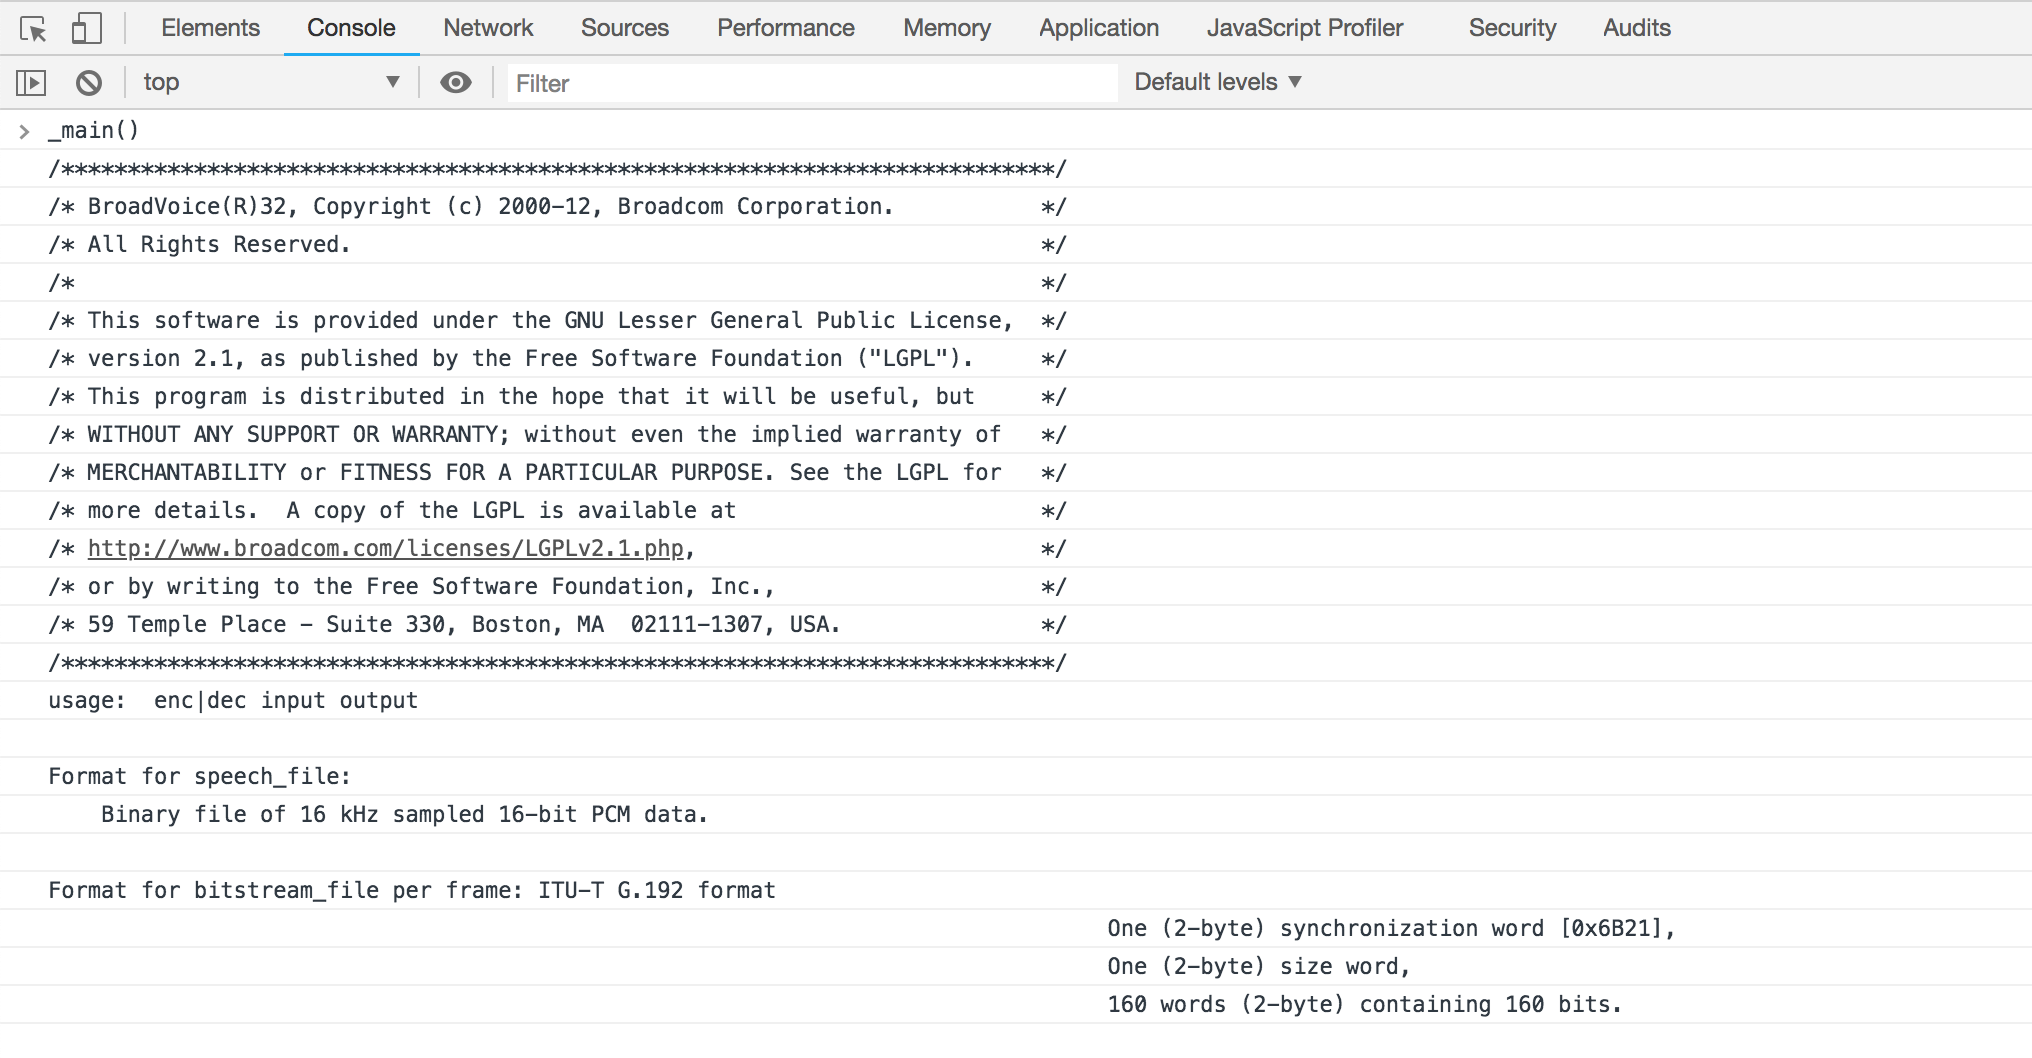 Elements Console Network Sources Performance Memory Application JavaScript Profiler Security Audits
top ▼ Filter Default levels ▼
> _main()
/***************************************************************************/
/* BroadVoice(R)32, Copyright (c) 2000-12, Broadcom Corporation.           */
/* All Rights Reserved.                                                    */
/*                                                                         */
/* This software is provided under the GNU Lesser General Public License,  */
/* version 2.1, as published by the Free Software Foundation ("LGPL").     */
/* This program is distributed in the hope that it will be useful, but     */
/* WITHOUT ANY SUPPORT OR WARRANTY; without even the implied warranty of   */
/* MERCHANTABILITY or FITNESS FOR A PARTICULAR PURPOSE. See the LGPL for   */
/* more details.  A copy of the LGPL is available at                       */
/* http://www.broadcom.com/licenses/LGPLv2.1.php,                          */
/* or by writing to the Free Software Foundation, Inc.,                    */
/* 59 Temple Place – Suite 330, Boston, MA  02111-1307, USA.               */
/***************************************************************************/
usage:  enc|dec input output
Format for speech_file:
    Binary file of 16 kHz sampled 16-bit PCM data.
Format for bitstream_file per frame: ITU-T G.192 format
One (2-byte) synchronization word [0x6B21],
One (2-byte) size word,
160 words (2-byte) containing 160 bits.